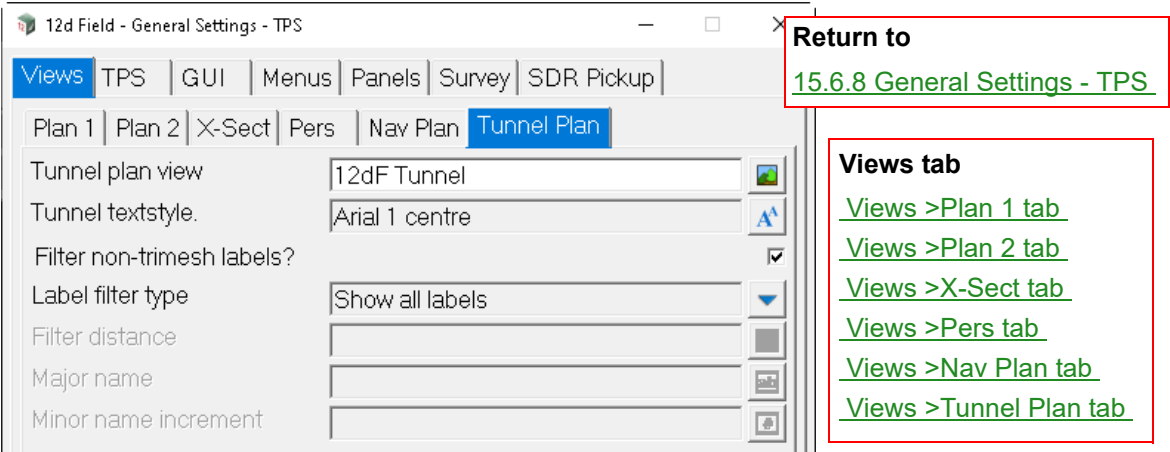 12d Field - General Settings - TPS
Views TPS GUI Menus Panels Survey SDR Pickup
Plan 1 Plan 2 X-Sect Pers Nav Plan Tunnel Plan
Tunnel plan view 12dF Tunnel
Tunnel textstyle. Arial 1 centre
Filter non-trimesh labels?
Label filter type Show all labels
Filter distance
Major name
Minor name increment
Return to
15.6.8 General Settings - TPS
Views tab
Views >Plan 1 tab
Views >Plan 2 tab
Views >X-Sect tab
Views >Pers tab
Views >Nav Plan tab
Views >Tunnel Plan tab